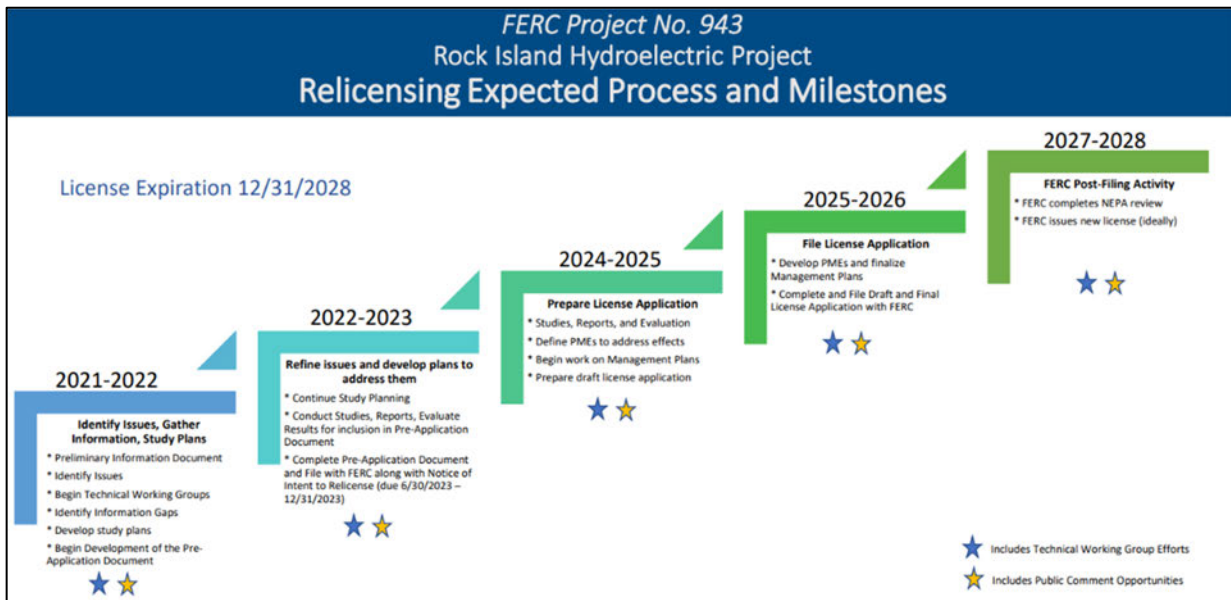 FERC Project No. 943
Rock Island Hydroelectric Project
Relicensing Expected Process and Milestones
License Expiration 12/31/2028
2021-2022
Identify Issues, Gather
Information, Study Plans
* Preliminary Information Document
* Identify Issues
* Begin Technical Working Groups
* Identify Information Gaps
* Develop study plans
* Begin Development of the Pre-
Application Document
2022-2023
Refine issues and develop plans to
address them
* Continue Study Planning
* Conduct Studies, Reports, Evaluate
Results for inclusion in Pre-Application
Document
* Complete Pre-Application Document
and File with FERC along with Notice of
Intent to Relicense (due 6/30/2023 –
12/31/2023)
2024-2025
Prepare License Application
* Studies, Reports, and Evaluation
* Define PMEs to address effects
* Begin work on Management Plans
* Prepare draft license application
2025-2026
File License Application
* Develop PMEs and finalize
Management Plans
* Complete and File Draft and Final
License Application with FERC
2027-2028
FERC Post-Filing Activity
* FERC completes NEPA review
* FERC issues new license (ideally)
Includes Technical Working Group Efforts
Includes Public Comment Opportunities